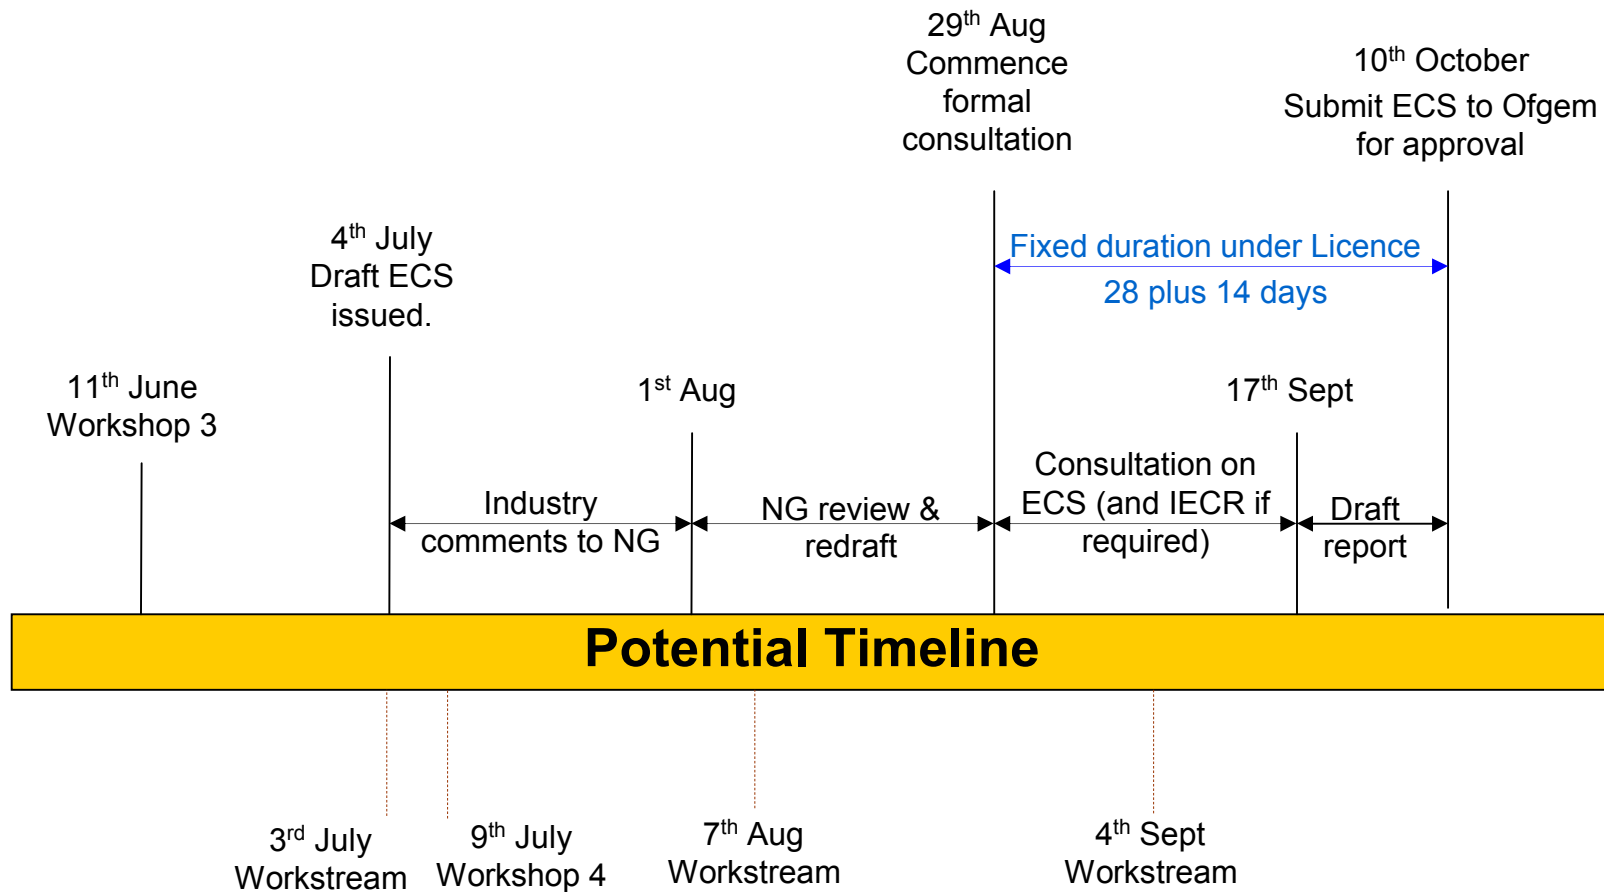 29th Aug
Commence
formal
consultation
10th October
Submit ECS to Ofgem
for approval
4th July
Draft ECS
issued.
Fixed duration under Licence
28 plus 14 days
11th June
Workshop 3
1st Aug
17th Sept
Industry
comments to NG
NG review &
redraft
Consultation on
ECS (and IECR if
required)
Draft
report
Potential Timeline
3rd July
Workstream
9th July
Workshop 4
7th Aug
Workstream
4th Sept
Workstream